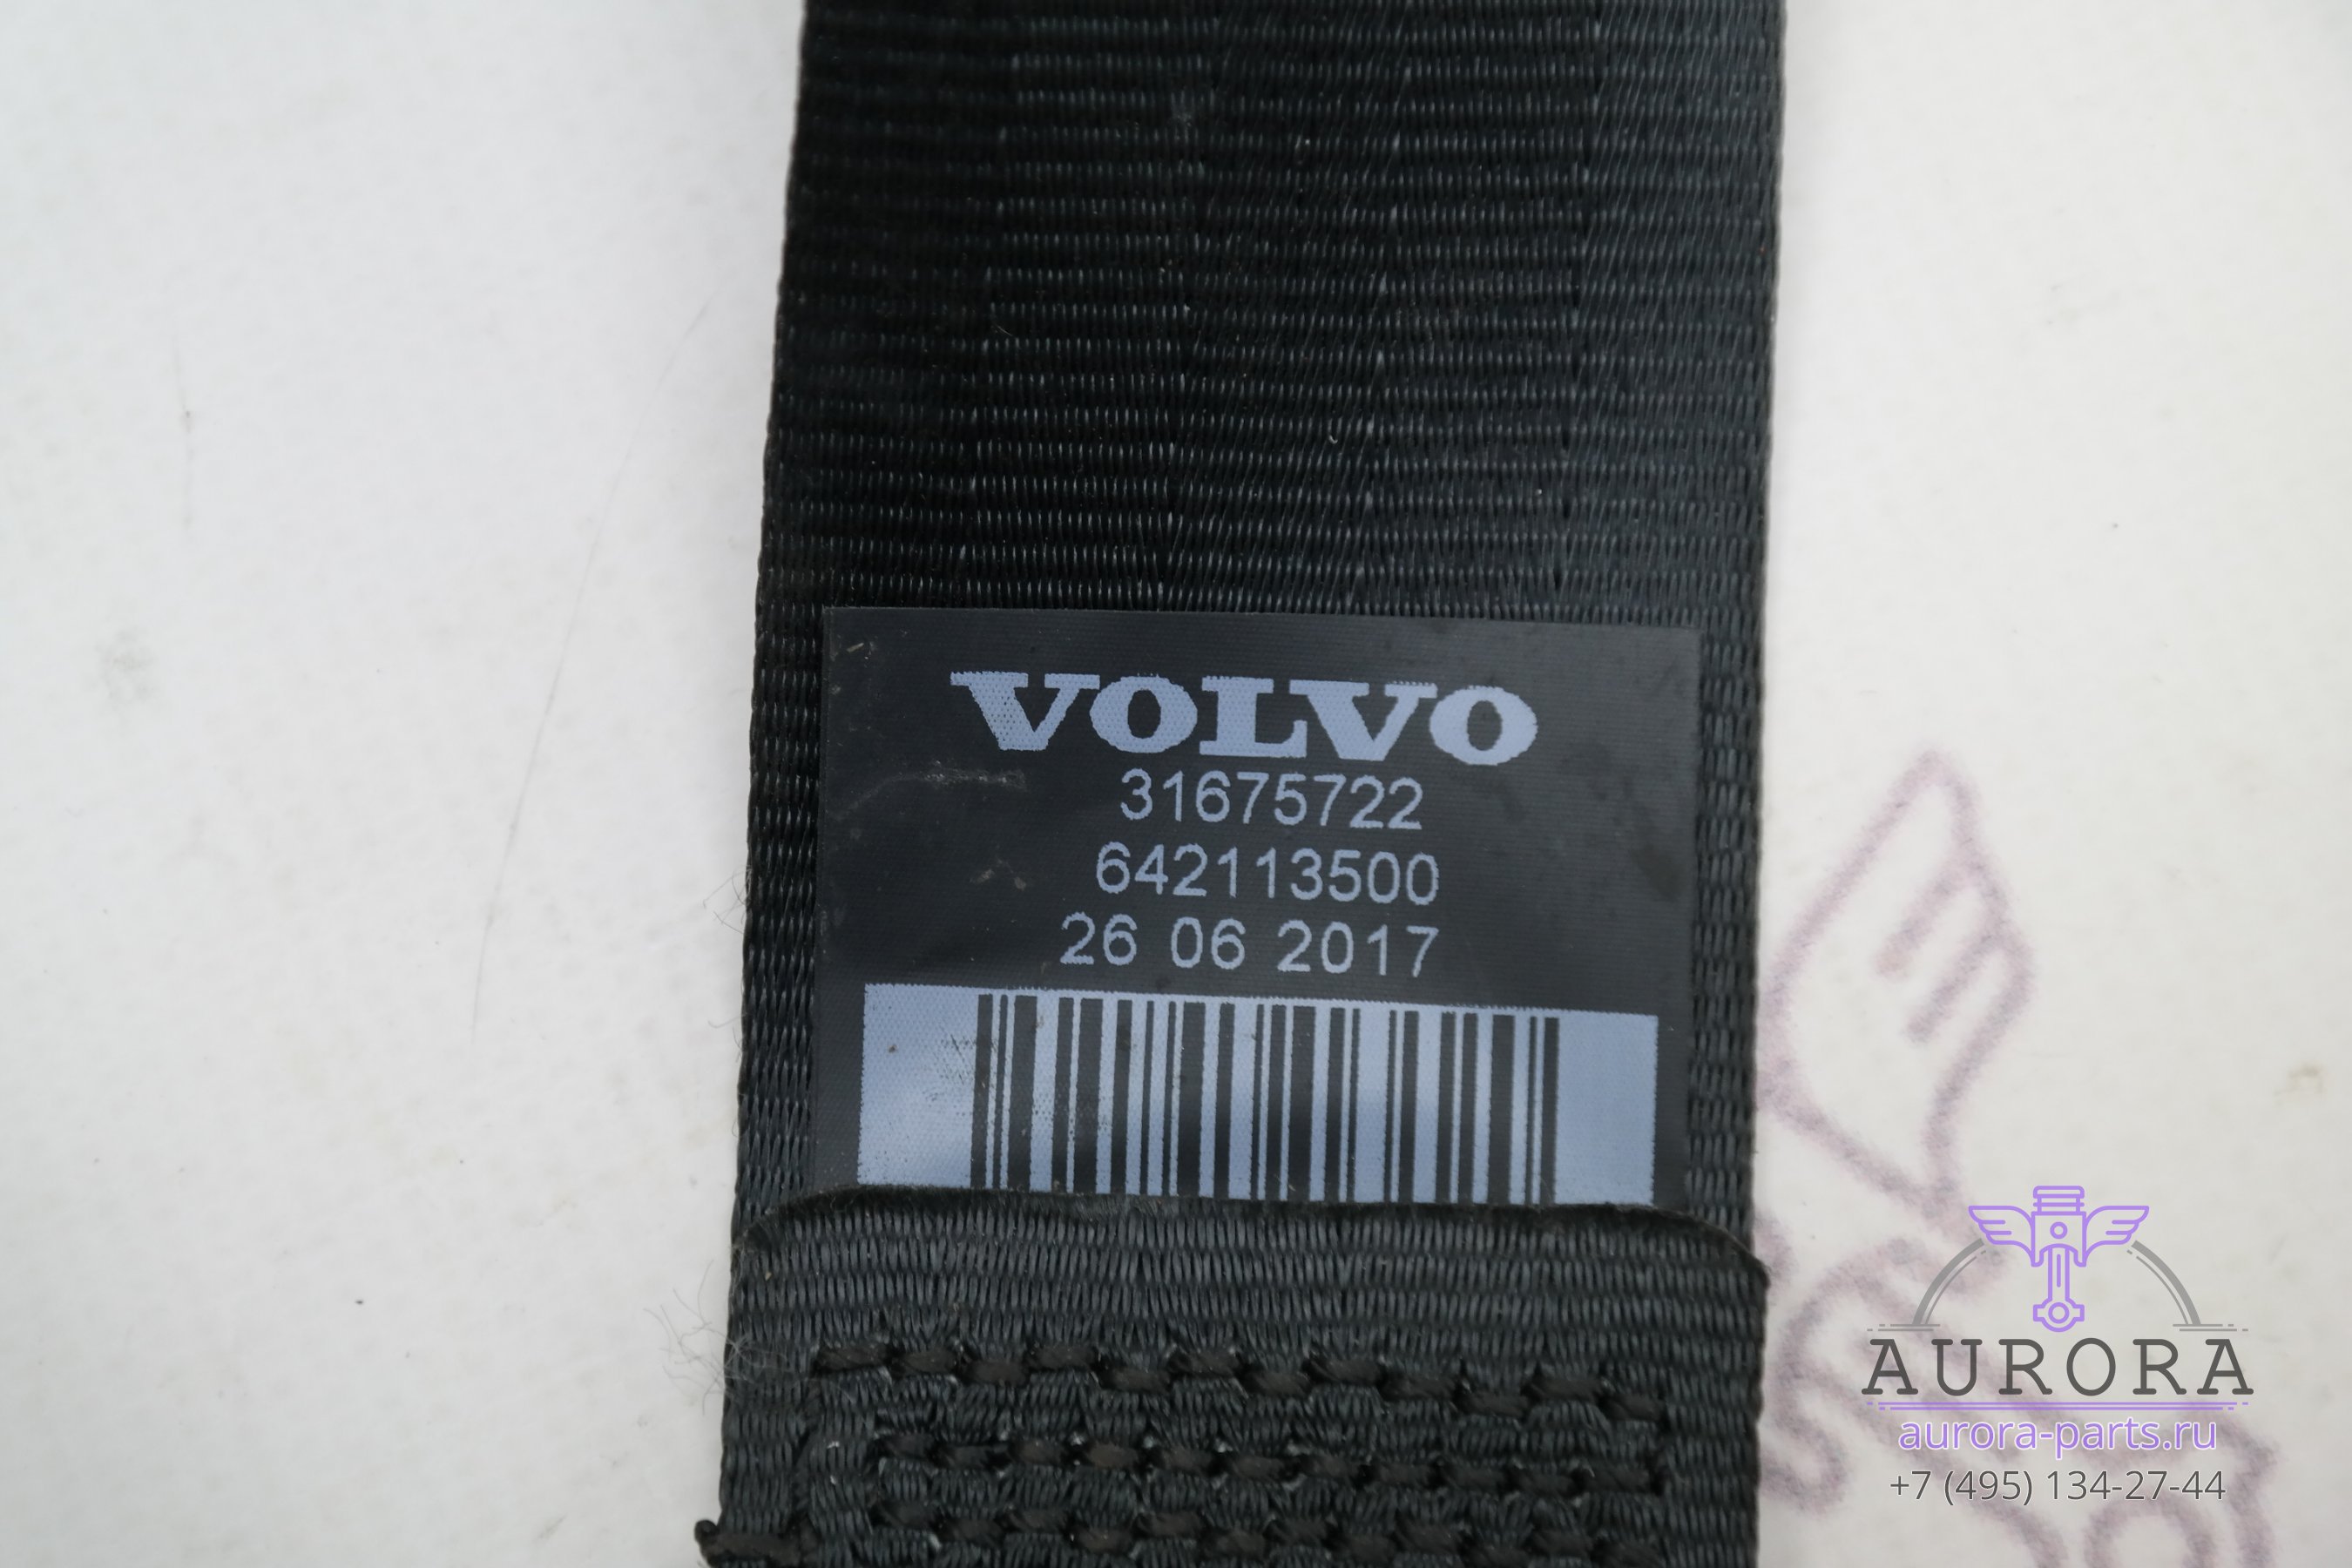 VOLVO
31675722
642113500
26 06 2017
AURORA
aurora-parts.ru
+7 (495) 134-27-44